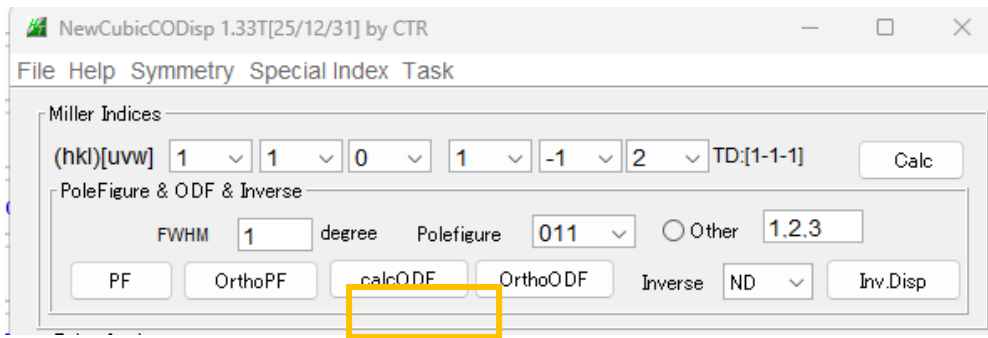 NewCubicCODisp 1.33T[25/12/31] by CTR
File Help Symmetry Special Index Task
Miller Indices
(hkl)[uvw] 1 1 0 1 -1 2 TD:[1-1-1] Calc
PoleFigure & ODF & Inverse
FWHM 1 degree Polefigure 011 Other 1,2,3
PF OrthoPF calcODF OrthoODF Inverse ND Inv.Disp